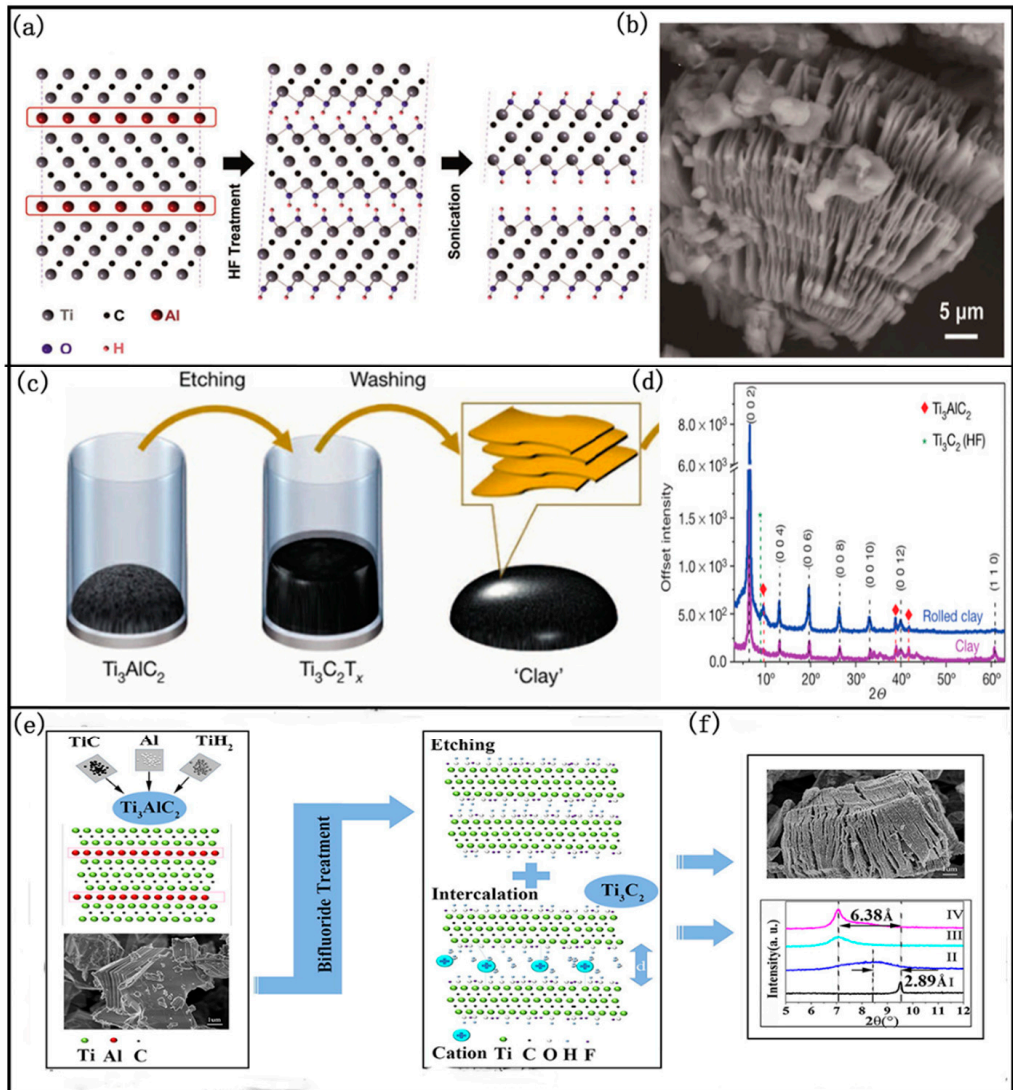 (a)
HF Treatment
Sonication
Ti
C
Al
O
H
(b)
5 μm
(c)
Etching
Washing
Ti₃AlC₂
Ti₃C₂Tₓ
‘Clay’
(d)
Offset intensity
8.0 × 10³
6.0 × 10³
1.5 × 10³
1.0 × 10³
5.0 × 10²
0.0
(0 0 2)
(0 0 4)
(0 0 6)
(0 0 8)
(0 0 10)
(0 0 12)
(1 1 0)
Ti₃AlC₂
Ti₃C₂ (HF)
Rolled clay
Clay
10° 20° 30° 40° 50° 60°
2θ
(e)
TiC Al TiH₂
Ti₃AlC₂
1um
Ti Al C
Bifluoride Treatment
Etching
Intercalation
Ti₃C₂
d
Cation Ti C O H F
(f)
1um
Intensity(a. u.)
6.38Å
IV
III
II
2.89Å I
5 6 7 8 9 10 11 12
2θ(°)